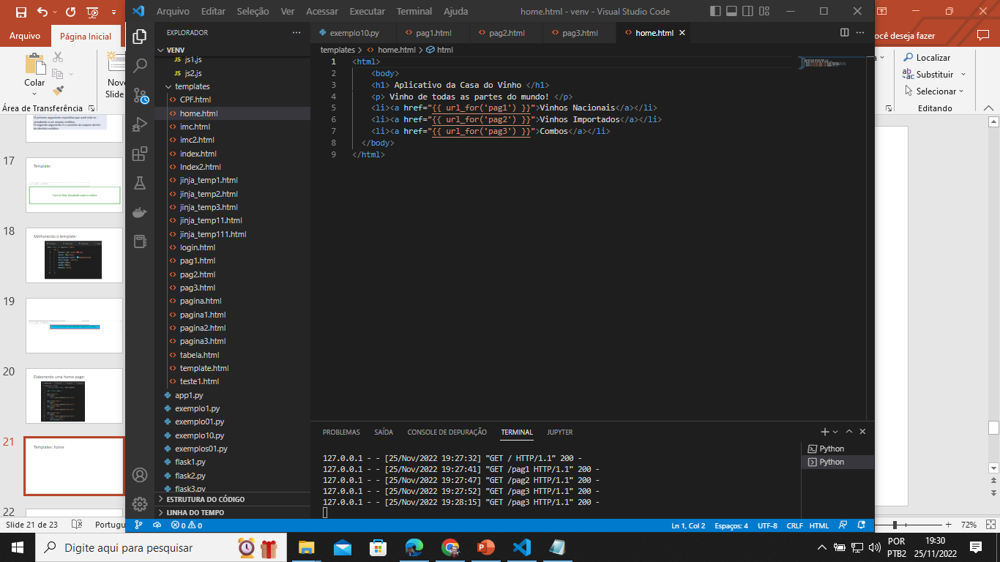 Arquivo Editar Seleção Ver Acessar Executar Terminal Ajuda
home.html - venv - Visual Studio Code
Arquivo
Página Inicial
ocê deseja fazer
Colar
Novo
Slide
Área de Transferência
Localizar
Substituir
Selecionar
Editando
EXPLORADOR
exemplo10.py
pag1.html
pag2.html
pag3.html
home.html
templates > home.html > html
VENV
js1.js
js2.js
templates
CPF.html
home.html
imc.html
imc2.html
index.html
Index2.html
jinja_temp1.html
jinja_temp2.html
jinja_temp3.html
jinja_temp11.html
jinja_temp111.html
login.html
pag1.html
pag2.html
pag3.html
pagina.html
pagina1.html
pagina2.html
pagina3.html
tabela.html
template.html
teste1.html
app1.py
exemplo1.py
exemplo01.py
exemplo10.py
exemplos01.py
flask1.py
flask2.py
flask3.py
ESTRUTURA DO CÓDIGO
LINHA DO TEMPO
1 <html>
2 <body>
3 <h1> Aplicativo da Casa do Vinho </h1>
4 <p> Vinho de todas as partes do mundo! </p>
5 <li><a href="{{ url_for('pag1') }}">Vinhos Nacionais</a></li>
6 <li><a href="{{ url_for('pag2') }}">Vinhos Importados</a></li>
7 <li><a href="{{ url_for('pag3') }}">Combos</a></li>
8 </body>
9 </html>
PROBLEMAS SAÍDA CONSOLE DE DEPURAÇÃO TERMINAL JUPYTER
127.0.0.1 - - [25/Nov/2022 19:27:32] "GET / HTTP/1.1" 200 -
127.0.0.1 - - [25/Nov/2022 19:27:41] "GET /pag1 HTTP/1.1" 200 -
127.0.0.1 - - [25/Nov/2022 19:27:47] "GET /pag2 HTTP/1.1" 200 -
127.0.0.1 - - [25/Nov/2022 19:27:52] "GET /pag3 HTTP/1.1" 200 -
127.0.0.1 - - [25/Nov/2022 19:28:15] "GET /pag3 HTTP/1.1" 200 -
Python
Python
17
Template:
18
Melhorando o template:
19
20
Elaborando uma home-page:
21
Templates: home
22
Slide 21 de 23
Portugu
0 0
Ln 1, Col 2 Espaços: 4 UTF-8 CRLF HTML
72%
Digite aqui para pesquisar
POR
PTB2
19:30
25/11/2022